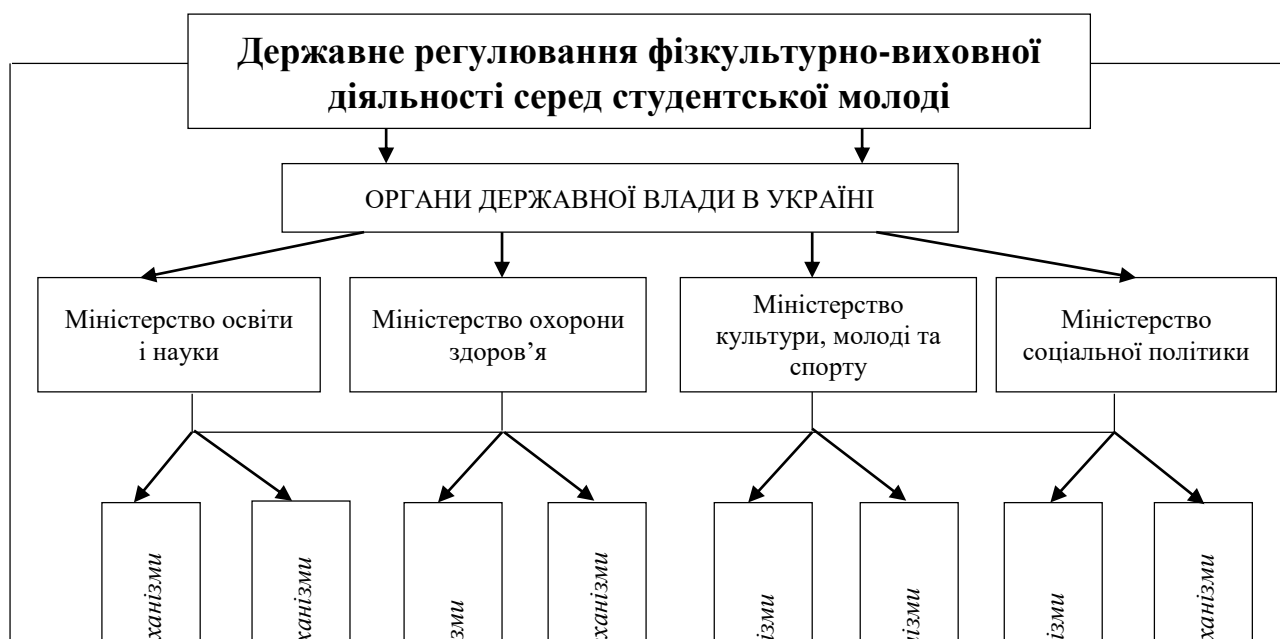 Державне регулювання фізкультурно-виховної
діяльності серед студентської молоді
ОРГАНИ ДЕРЖАВНОЇ ВЛАДИ В УКРАЇНІ
Міністерство освіти
і науки
Міністерство охорони
здоров’я
Міністерство
культури, молоді та
спорту
Міністерство
соціальної політики